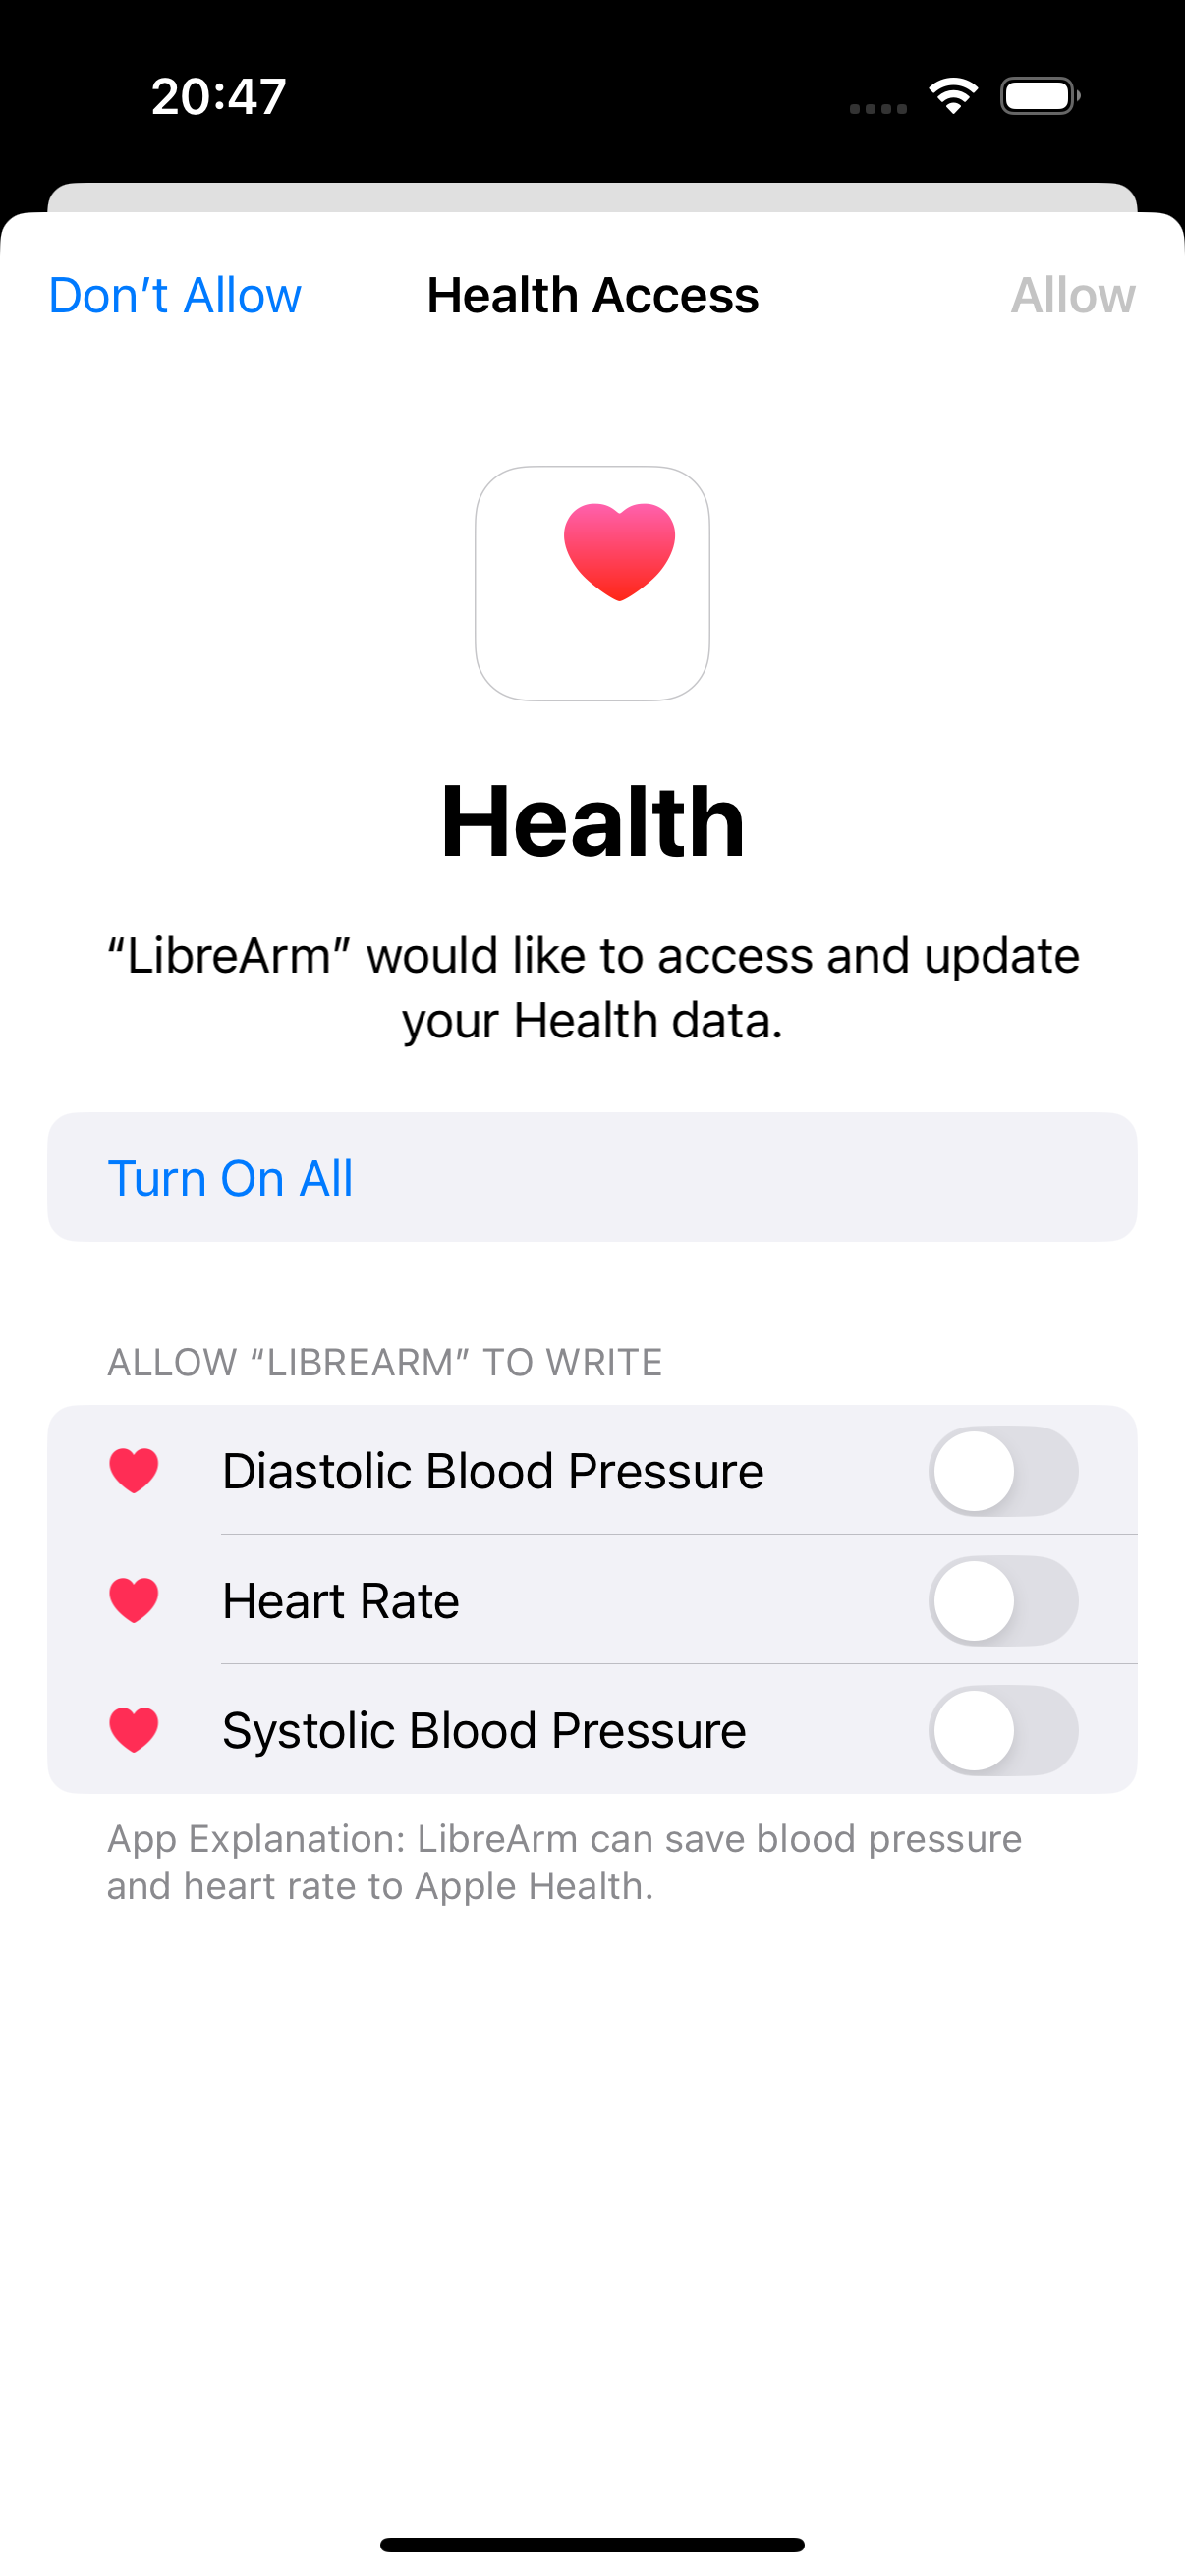 20:47
Don’t Allow
Health Access
Allow
Health
“LibreArm” would like to access and update
your Health data.
Turn On All
ALLOW “LIBREARM” TO WRITE
Diastolic Blood Pressure
Heart Rate
Systolic Blood Pressure
App Explanation: LibreArm can save blood pressure
and heart rate to Apple Health.